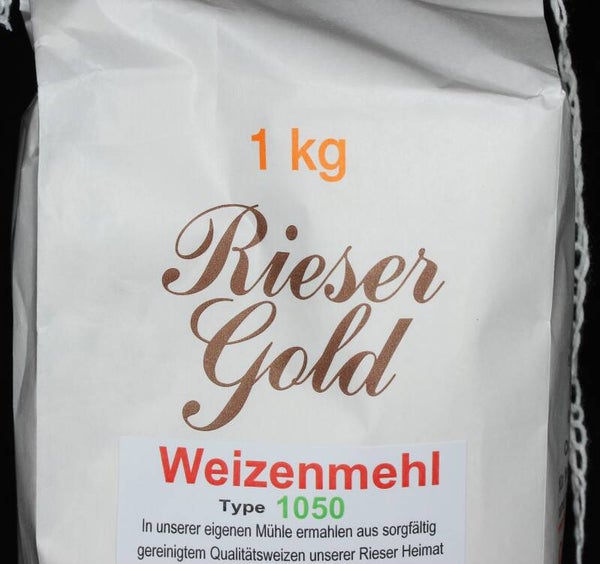 1 kg
Rieser
Gold
Weizenmehl
Type 1050
In unserer eigenen Mühle ermahlen aus sorgfältig
gereinigtem Qualitätsweizen unserer Rieser Heimat